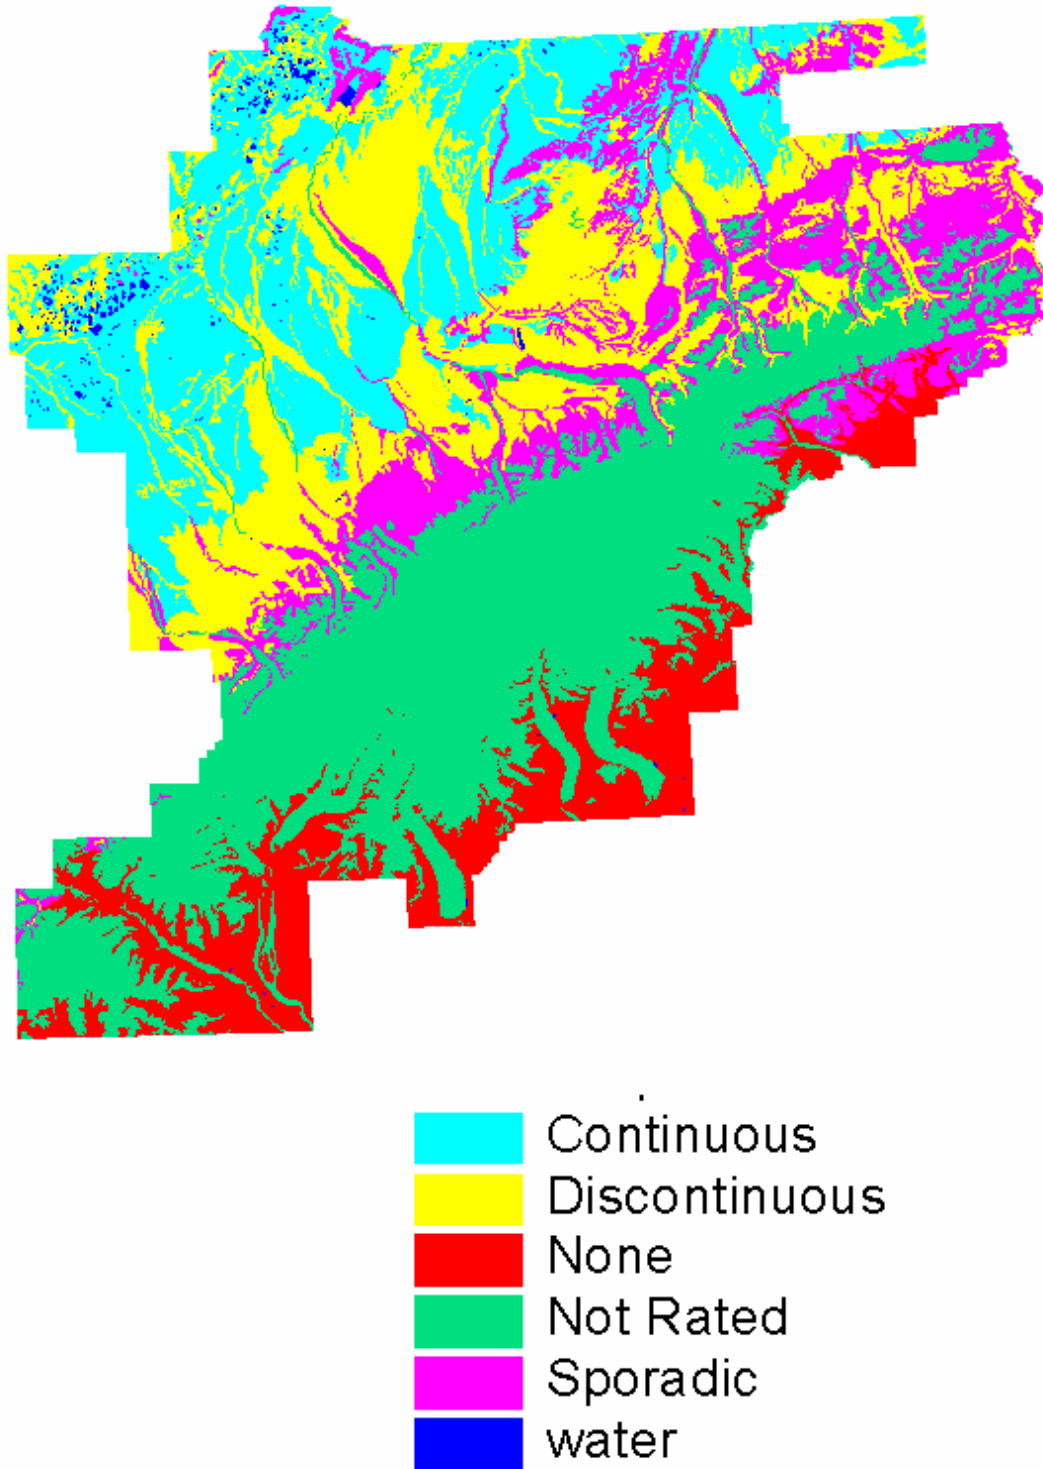 Continuous
Discontinuous
None
Not Rated
Sporadic
water